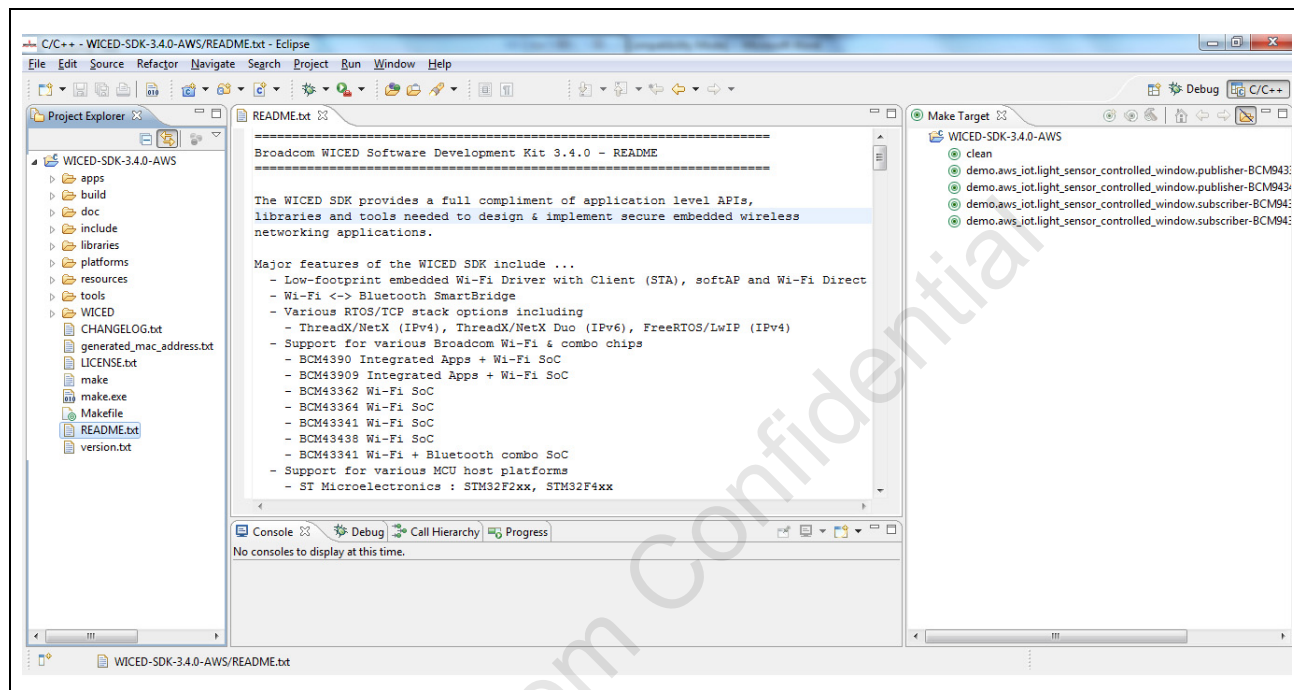 C/C++ - WICED-SDK-3.4.0-AWS/README.txt - Eclipse
File Edit Source Refactor Navigate Search Project Run Window Help
Debug C/C++
Project Explorer
WICED-SDK-3.4.0-AWS
apps
build
doc
include
libraries
platforms
resources
tools
WICED
CHANGELOG.txt
generated_mac_address.txt
LICENSE.txt
make
make.exe
Makefile
README.txt
version.txt
README.txt
==========================================================================
Broadcom WICED Software Development Kit 3.4.0 - README
==========================================================================
The WICED SDK provides a full compliment of application level APIs,
libraries and tools needed to design & implement secure embedded wireless
networking applications.
Major features of the WICED SDK include ...
- Low-footprint embedded Wi-Fi Driver with Client (STA), softAP and Wi-Fi Direct
- Wi-Fi <-> Bluetooth SmartBridge
- Various RTOS/TCP stack options including
- ThreadX/NetX (IPv4), ThreadX/NetX Duo (IPv6), FreeRTOS/LwIP (IPv4)
- Support for various Broadcom Wi-Fi & combo chips
- BCM4390 Integrated Apps + Wi-Fi SoC
- BCM43909 Integrated Apps + Wi-Fi SoC
- BCM43362 Wi-Fi SoC
- BCM43364 Wi-Fi SoC
- BCM43341 Wi-Fi SoC
- BCM43438 Wi-Fi SoC
- BCM43341 Wi-Fi + Bluetooth combo SoC
- Support for various MCU host platforms
- ST Microelectronics : STM32F2xx, STM32F4xx
Console Debug Call Hierarchy Progress
No consoles to display at this time.
Make Target
WICED-SDK-3.4.0-AWS
clean
demo.aws_iot.light_sensor_controlled_window.publisher-BCM943
demo.aws_iot.light_sensor_controlled_window.publisher-BCM943
demo.aws_iot.light_sensor_controlled_window.subscriber-BCM94
demo.aws_iot.light_sensor_controlled_window.subscriber-BCM94
WICED-SDK-3.4.0-AWS/README.txt
m Confidential